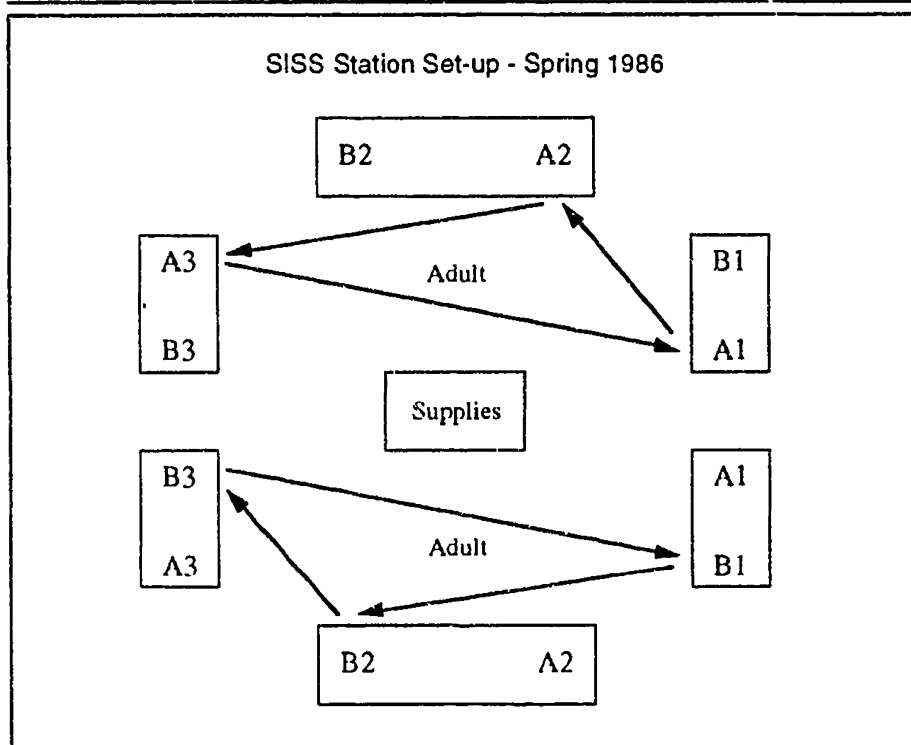 SISS Station Set-up - Spring 1986
B2 A2
A3
B3
Adult
B1
A1
Supplies
B3
A3
Adult
A1
B1
B2 A2